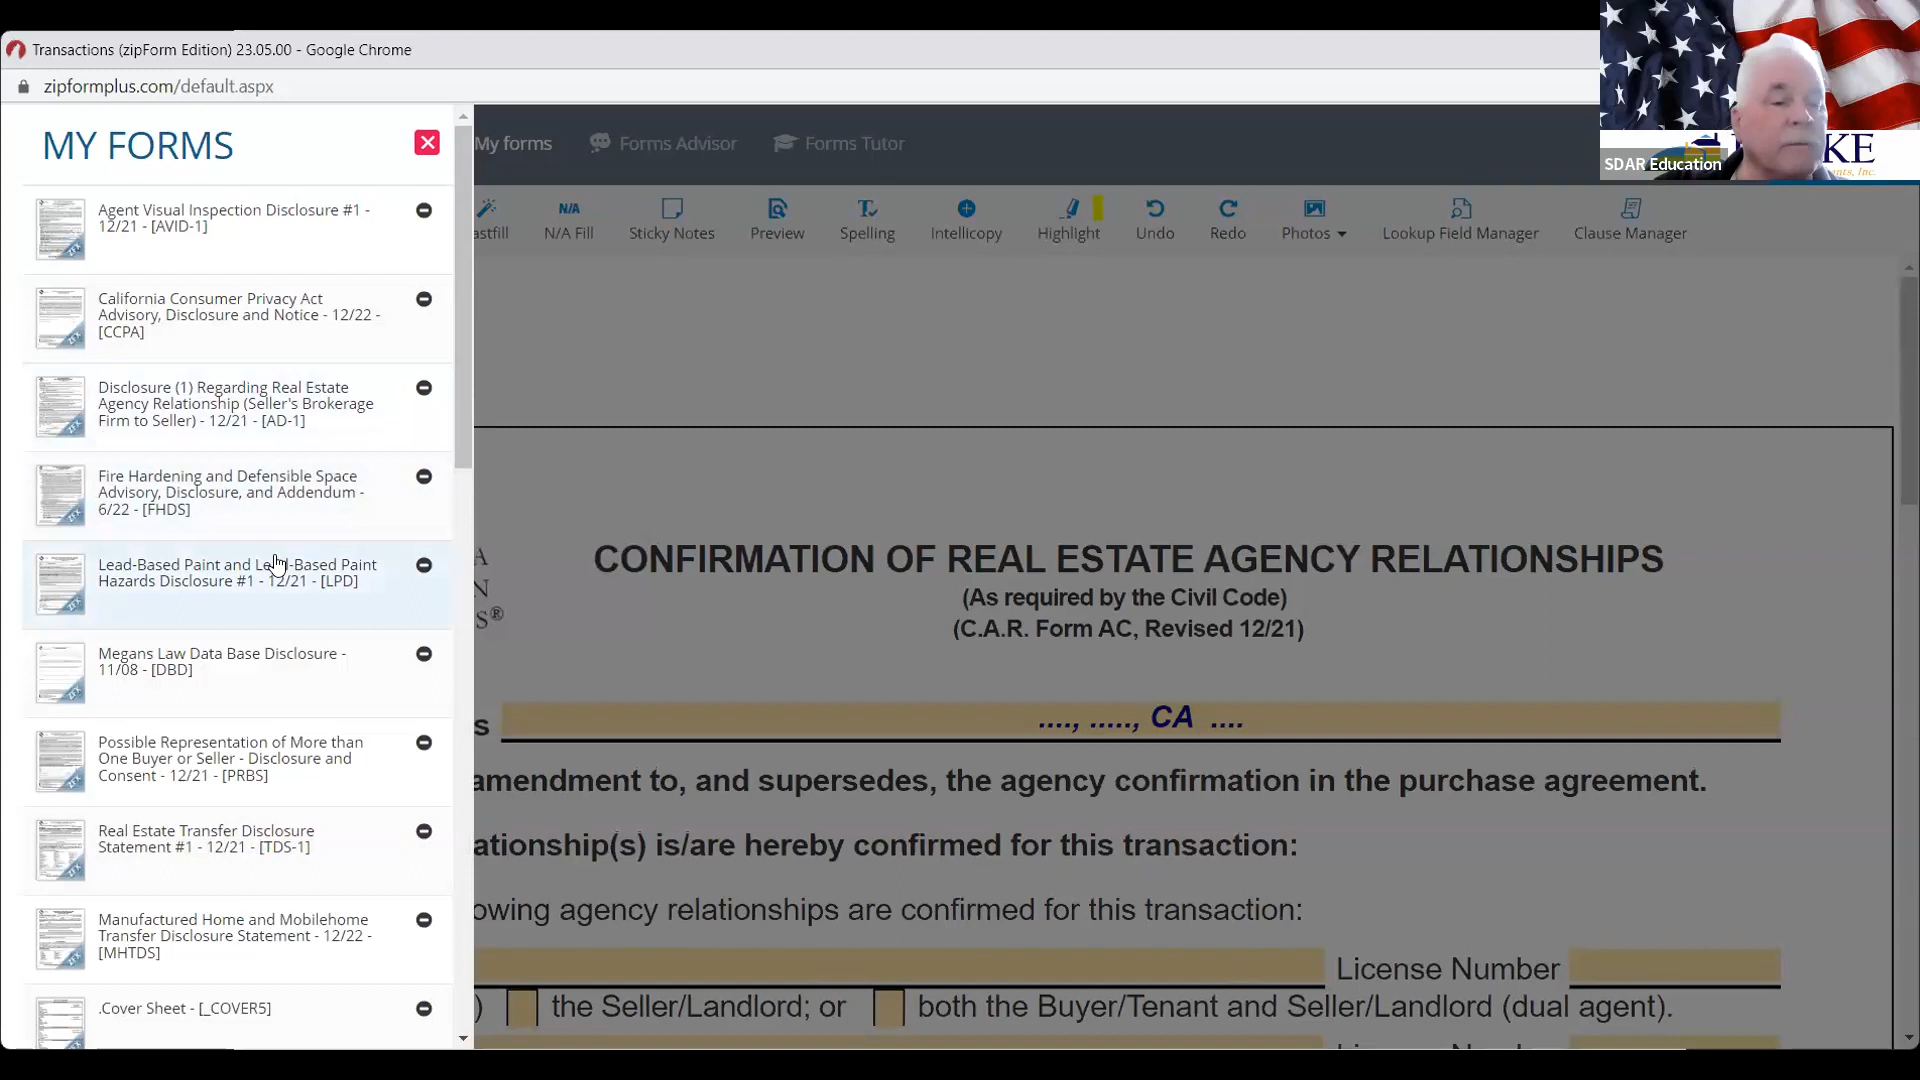 Transactions (zipForm Edition) 23.05.00 - Google Chrome
zipformplus.com/default.aspx
MY FORMS
My forms
Forms Advisor
Forms Tutor
SDAR Education
KE
nts, Inc.
astfill
N/A
N/A Fill
Sticky Notes
Preview
Spelling
Intellicopy
Highlight
Undo
Redo
Photos
Lookup Field Manager
Clause Manager
Agent Visual Inspection Disclosure #1 -
12/21 - [AVID-1]
California Consumer Privacy Act
Advisory, Disclosure and Notice - 12/22 -
[CCPA]
Disclosure (1) Regarding Real Estate
Agency Relationship (Seller's Brokerage
Firm to Seller) - 12/21 - [AD-1]
Fire Hardening and Defensible Space
Advisory, Disclosure, and Addendum -
6/22 - [FHDS]
Lead-Based Paint and Lead-Based Paint
Hazards Disclosure #1 - 12/21 - [LPD]
Megans Law Data Base Disclosure -
11/08 - [DBD]
Possible Representation of More than
One Buyer or Seller - Disclosure and
Consent - 12/21 - [PRBS]
Real Estate Transfer Disclosure
Statement #1 - 12/21 - [TDS-1]
Manufactured Home and Mobilehome
Transfer Disclosure Statement - 12/22 -
[MHTDS]
.Cover Sheet - [_COVER5]
A
N
S®
CONFIRMATION OF REAL ESTATE AGENCY RELATIONSHIPS
(As required by the Civil Code)
(C.A.R. Form AC, Revised 12/21)
s ...., ....., CA ....
amendment to, and supersedes, the agency confirmation in the purchase agreement.
ationship(s) is/are hereby confirmed for this transaction:
owing agency relationships are confirmed for this transaction:
License Number
) the Seller/Landlord; or both the Buyer/Tenant and Seller/Landlord (dual agent).